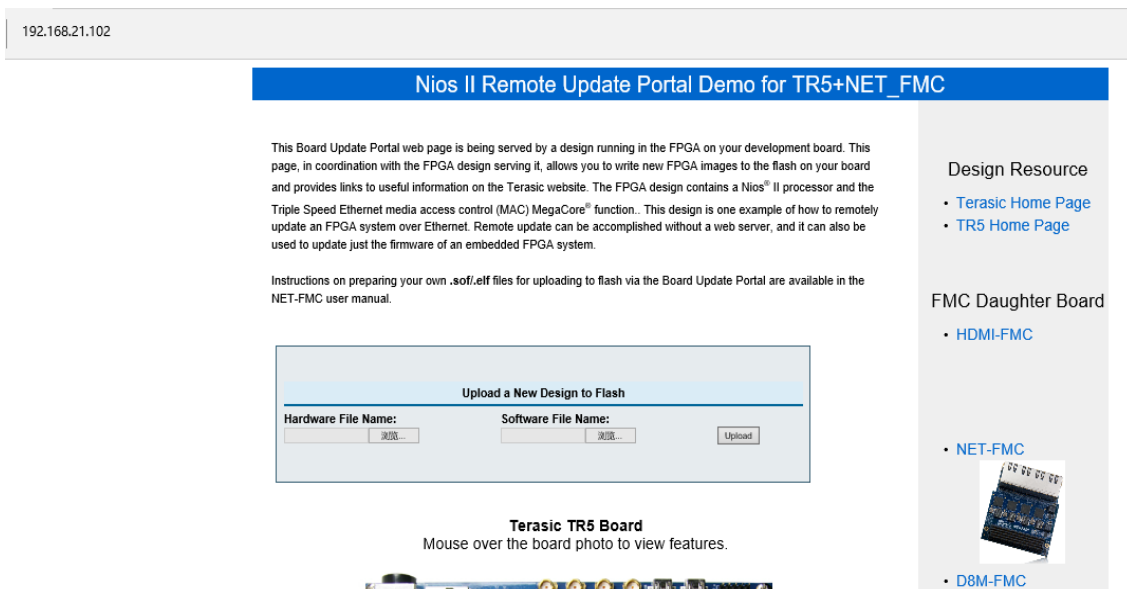 192.168.21.102
Nios II Remote Update Portal Demo for TR5+NET_FMC
This Board Update Portal web page is being served by a design running in the FPGA on your development board. This
page, in coordination with the FPGA design serving it, allows you to write new FPGA images to the flash on your board
and provides links to useful information on the Terasic website. The FPGA design contains a Nios® II processor and the
Triple Speed Ethernet media access control (MAC) MegaCore® function.. This design is one example of how to remotely
update an FPGA system over Ethernet. Remote update can be accomplished without a web server, and it can also be
used to update just the firmware of an embedded FPGA system.
Instructions on preparing your own .sof/.elf files for uploading to flash via the Board Update Portal are available in the
NET-FMC user manual.
Upload a New Design to Flash
Hardware File Name:
浏览...
Software File Name:
浏览...
Upload
Terasic TR5 Board
Mouse over the board photo to view features.
Design Resource
• Terasic Home Page
• TR5 Home Page
FMC Daughter Board
• HDMI-FMC
• NET-FMC
• D8M-FMC